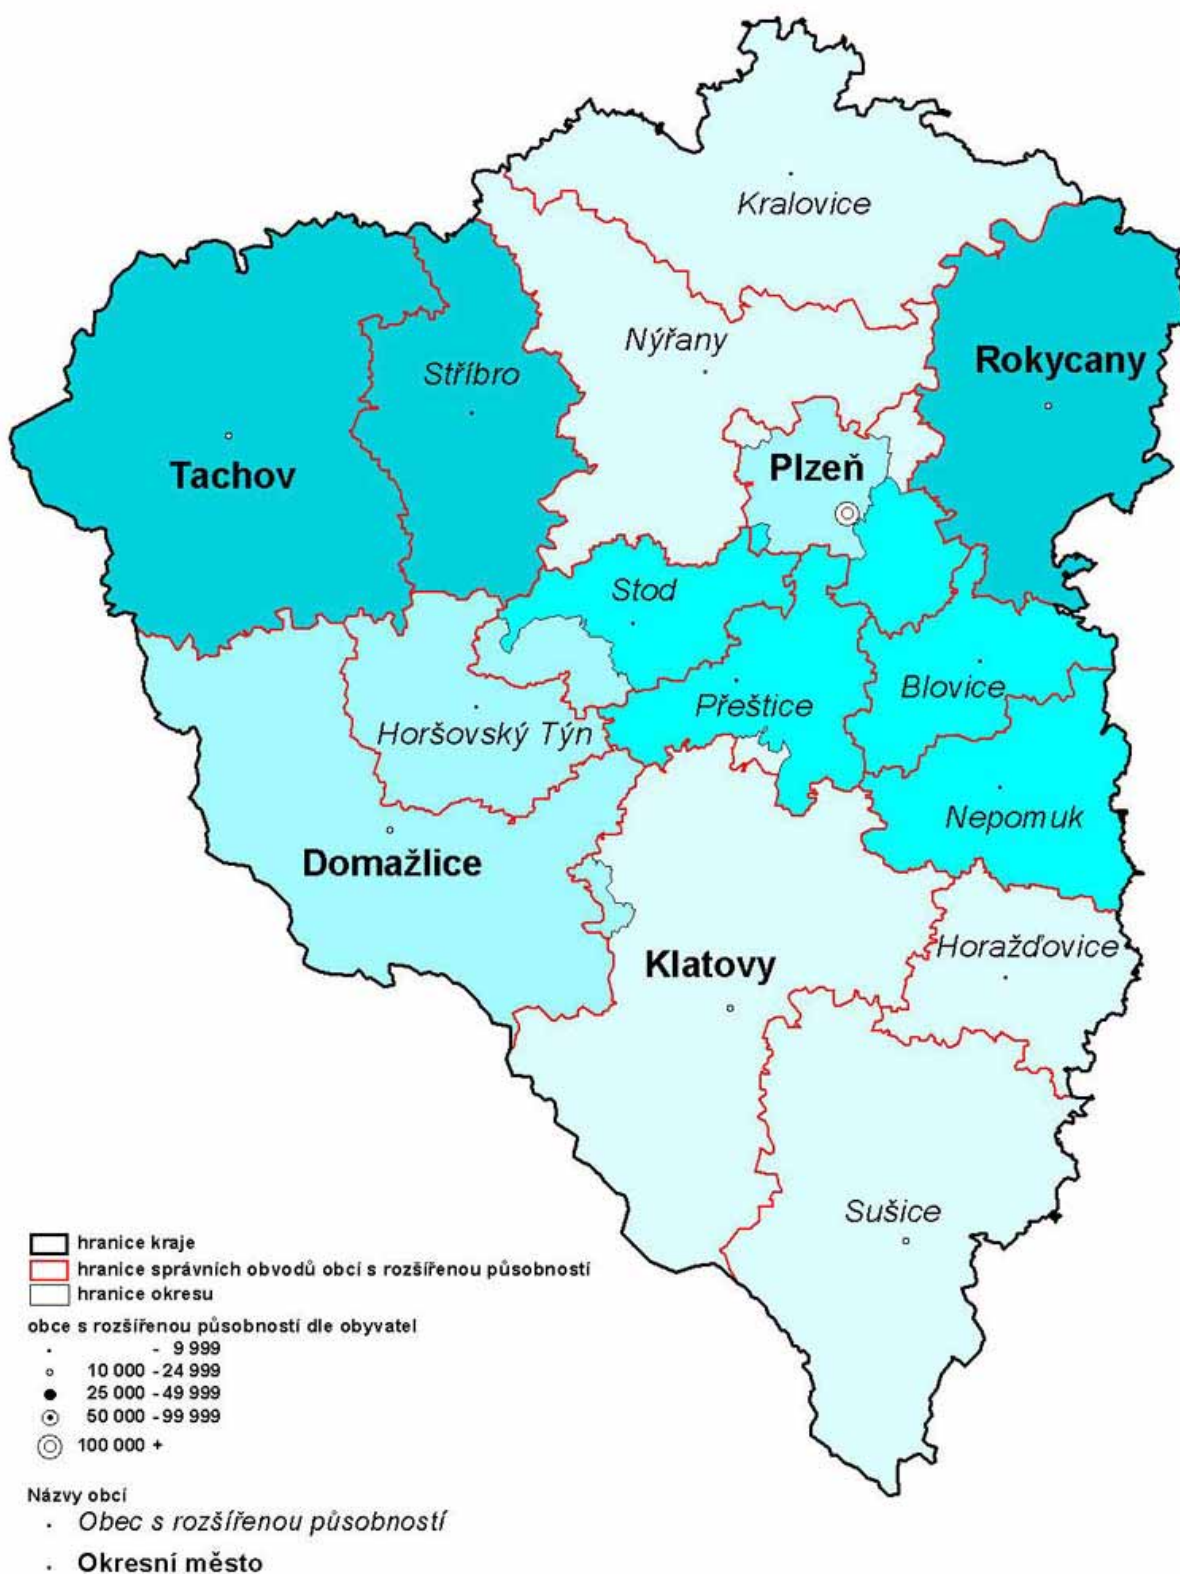 Kralovice
Nýřany
Stříbro
Rokycany
Tachov
Plzeň
Stod
Blovice
Přeštice
Horšovský Týn
Nepomuk
Domažlice
Horažďovice
Klatovy
Sušice
hranice kraje
hranice správních obvodů obcí s rozšířenou působností
hranice okresu
obce s rozšířenou působností dle obyvatel
- 9 999
10 000 - 24 999
25 000 - 49 999
50 000 - 99 999
100 000 +
Názvy obcí
Obec s rozšířenou působností
Okresní město